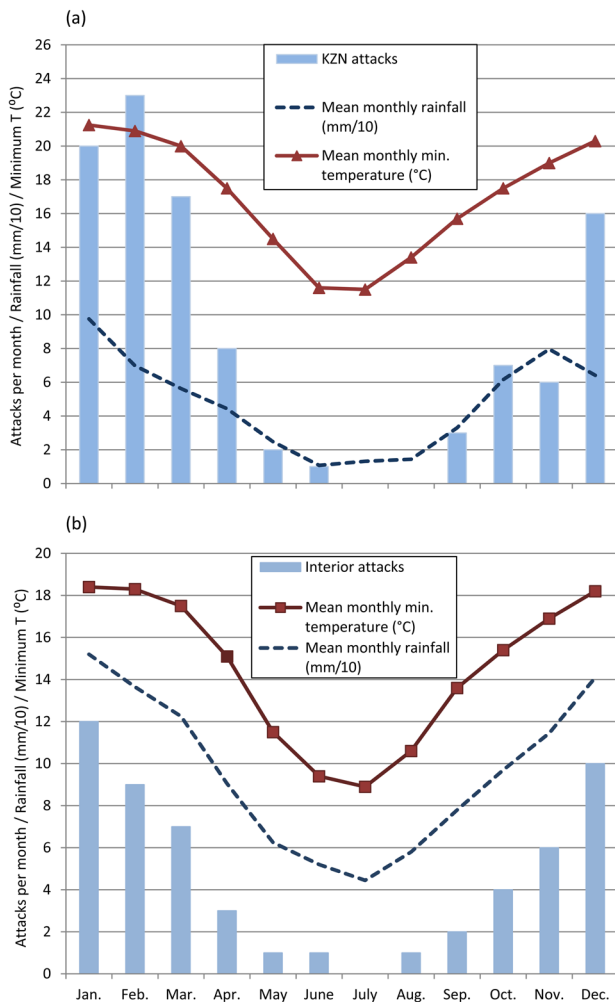 (a)
26
24
22
20
18
16
14
12
10
8
6
4
2
0
Attacks per month / Rainfall (mm/10) / Minimum T (⁰C)
KZN attacks
Mean monthly rainfall
(mm/10)
Mean monthly min.
temperature (°C)
(b)
20
18
16
14
12
10
8
6
4
2
0
Attacks per month / Rainfall (mm/10) / Minimum T (⁰C)
Interior attacks
Mean monthly min.
temperature (°C)
Mean monthly rainfall
(mm/10)
Jan. Feb. Mar. Apr. May June July Aug. Sep. Oct. Nov. Dec.